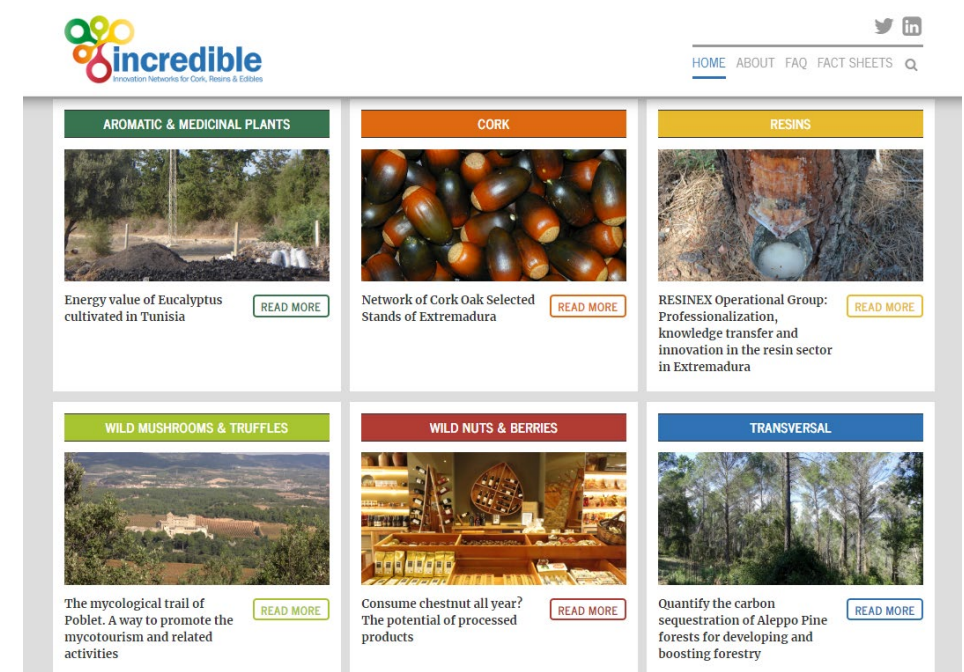 incredible
Innovation Networks for Cork, Resins & Edibles
HOME ABOUT FAQ FACT SHEETS
AROMATIC & MEDICINAL PLANTS
Energy value of Eucalyptus
cultivated in Tunisia
READ MORE
CORK
Network of Cork Oak Selected
Stands of Extremadura
READ MORE
RESINS
RESINEX Operational Group:
Professionalization,
knowledge transfer and
innovation in the resin sector
in Extremadura
READ MORE
WILD MUSHROOMS & TRUFFLES
The mycological trail of
Poblet. A way to promote the
mycotourism and related
activities
READ MORE
WILD NUTS & BERRIES
Consume chestnut all year?
The potential of processed
products
READ MORE
TRANSVERSAL
Quantify the carbon
sequestration of Aleppo Pine
forests for developing and
boosting forestry
READ MORE